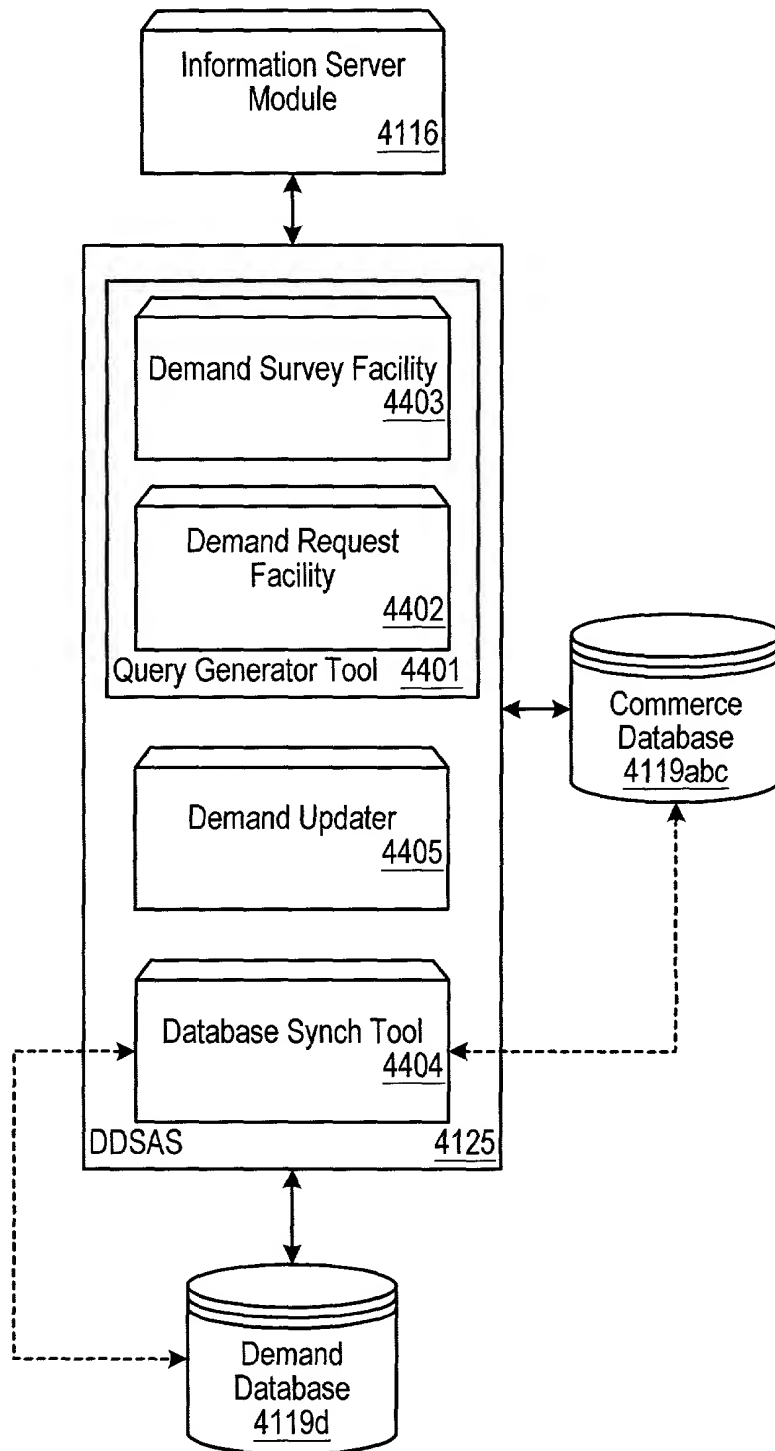 Information Server
Module
4116
Demand Survey Facility
4403
Demand Request
Facility
4402
Query Generator Tool 4401
Commerce
Database
4119abc
Demand Updater
4405
Database Synch Tool
4404
DDSAS 4125
Demand
Database
4119d